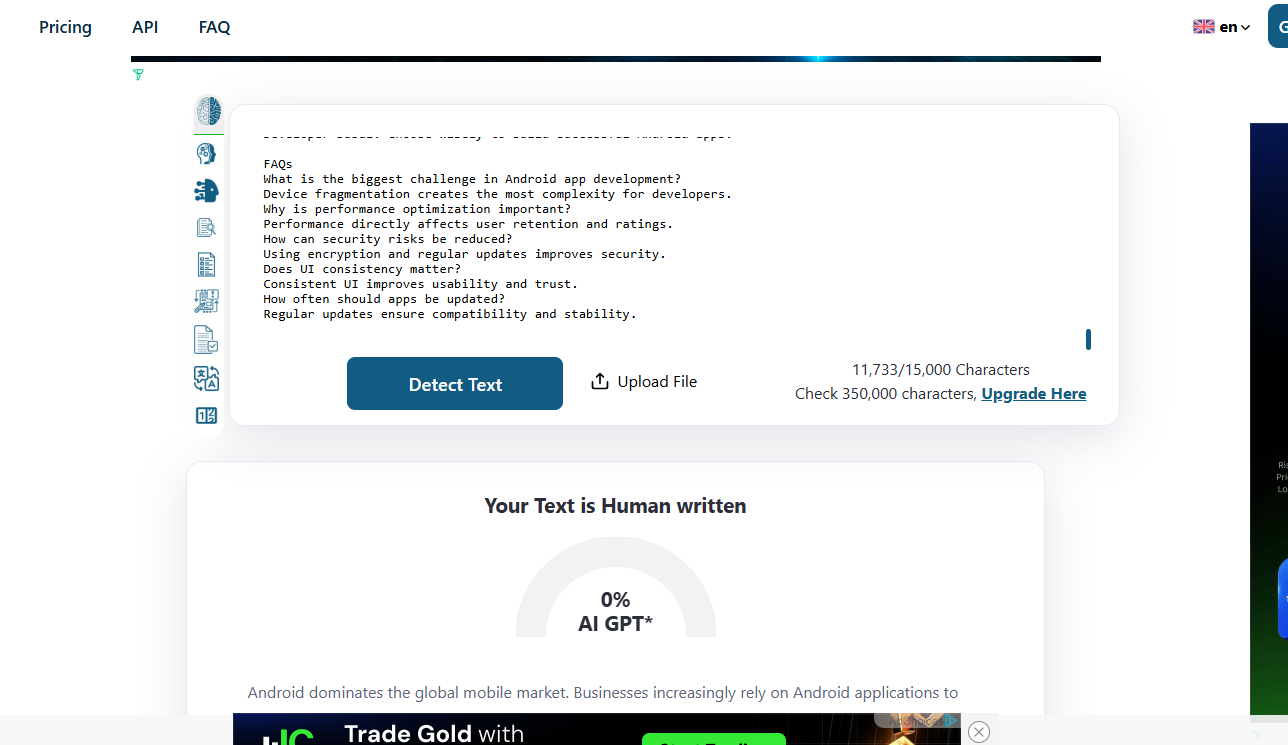 Pricing
API
FAQ
en
G
Developer
FAQs
What is the biggest challenge in Android app development?
Device fragmentation creates the most complexity for developers.
Why is performance optimization important?
Performance directly affects user retention and ratings.
How can security risks be reduced?
Using encryption and regular updates improves security.
Does UI consistency matter?
Consistent UI improves usability and trust.
How often should apps be updated?
Regular updates ensure compatibility and stability.
Detect Text
Upload File
11,733/15,000 Characters
Check 350,000 characters, Upgrade Here
Your Text is Human written
0%
AI GPT*
Android dominates the global mobile market. Businesses increasingly rely on Android applications to
Trade Gold with
AdChoices
Ris
Pri
Lo